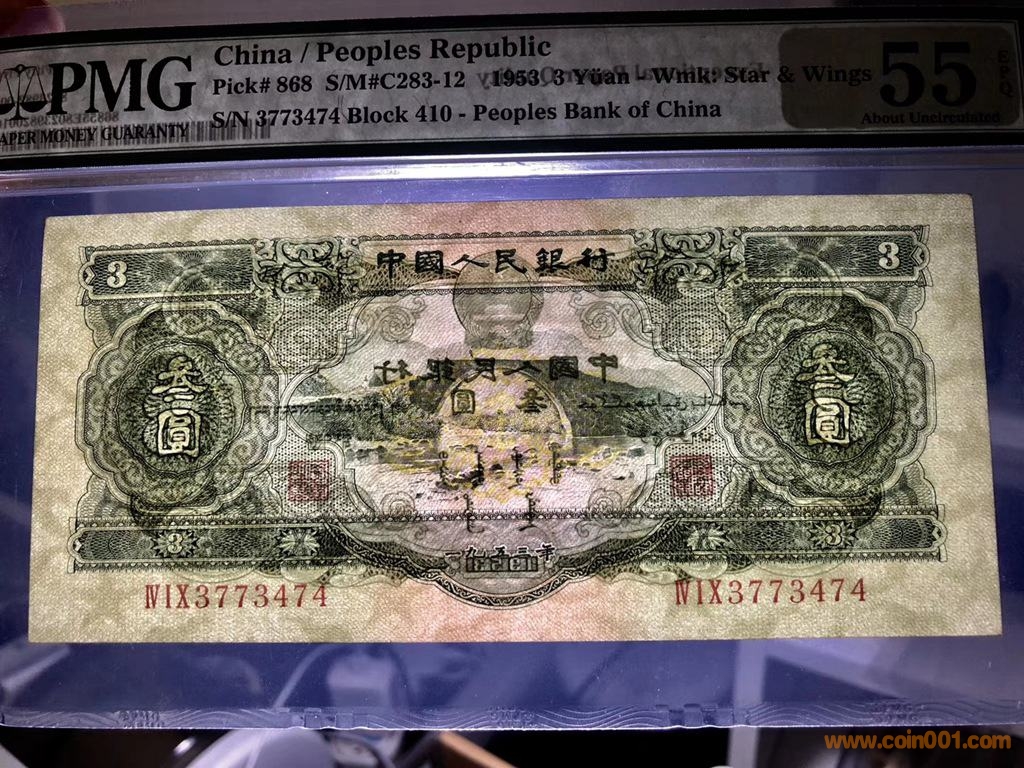 PMG
PAPER MONEY GUARANTY
China / Peoples Republic
Pick# 868 S/M#C283-12 1953 3 Yüan - Wmk: Star & Wings
S/N 3773474 Block 410 - Peoples Bank of China
55
EPQ
About Uncirculated
中國人民銀行
3
3
中國人民銀行
叁圓
叁圓
叁圓
一九五三年
3
3
ⅣⅠⅩ3773474
ⅣⅠⅩ3773474
www.coin001.com